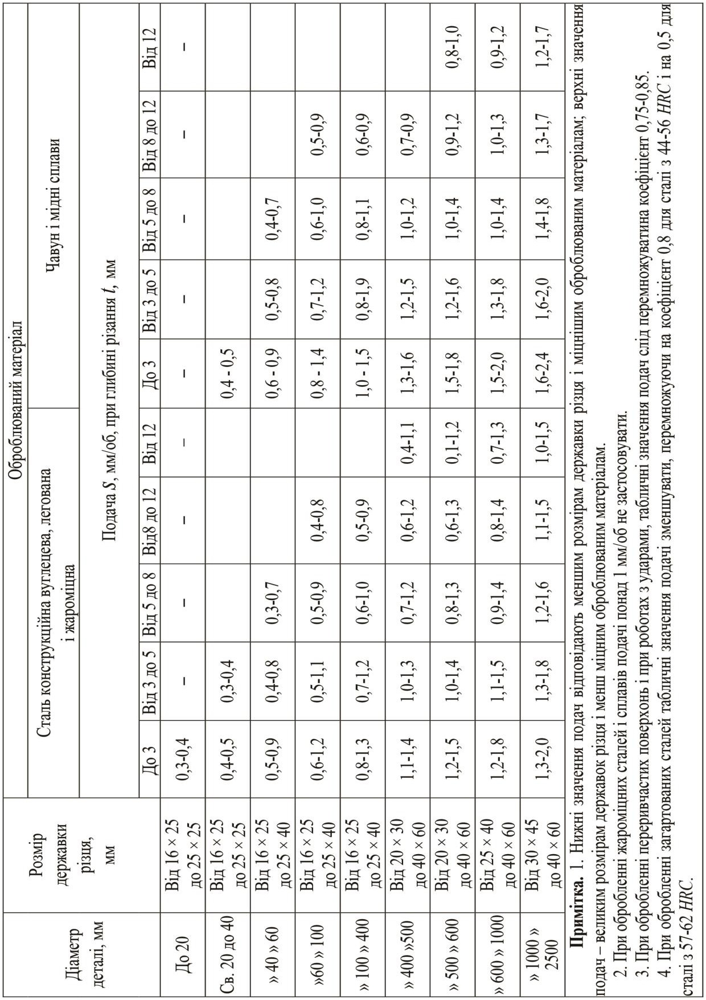 Діаметр деталі, мм | Розмір державки різця, мм | Оброблюваний матеріал
Сталь конструкційна вуглецева, легована і жароміцна | Чавун і мідні сплави
Подача S, мм/об, при глибині різання t, мм
До 3 | Від 3 до 5 | Від 5 до 8 | Від8 до 12 | Від 12 | До 3 | Від 3 до 5 | Від 5 до 8 | Від 8 до 12 | Від 12
До 20 | Від 16 × 25 до 25 × 25 | 0,3-0,4 | – | – | – | – | – | – | – | – | –
Св. 20 до 40 | Від 16 × 25 до 25 × 25 | 0,4-0,5 | 0,3-0,4 | | | | 0,4 - 0,5 | | | |
» 40 » 60 | Від 16 × 25 до 25 × 40 | 0,5-0,9 | 0,4-0,8 | 0,3-0,7 | | | 0,6 - 0,9 | 0,5-0,8 | 0,4-0,7 | |
»60 » 100 | Від 16 × 25 до 25 × 40 | 0,6-1,2 | 0,5-1,1 | 0,5-0,9 | 0,4-0,8 | | 0,8 - 1,4 | 0,7-1,2 | 0,6-1,0 | 0,5-0,9 |
» 100 » 400 | Від 16 × 25 до 25 × 40 | 0,8-1,3 | 0,7-1,2 | 0,6-1,0 | 0,5-0,9 | | 1,0 - 1,5 | 0,8-1,9 | 0,8-1,1 | 0,6-0,9 |
» 400 »500 | Від 20 × 30 до 40 × 60 | 1,1-1,4 | 1,0-1,3 | 0,7-1,2 | 0,6-1,2 | 0,4-1,1 | 1,3-1,6 | 1,2-1,5 | 1,0-1,2 | 0,7-0,9 |
» 500 » 600 | Від 20 × 30 до 40 × 60 | 1,2-1,5 | 1,0-1,4 | 0,8-1,3 | 0,6-1,3 | 0,1-1,2 | 1,5-1,8 | 1,2-1,6 | 1,0-1,4 | 0,9-1,2 | 0,8-1,0
» 600 » 1000 | Від 25 × 40 до 40 × 60 | 1,2-1,8 | 1,1-1,5 | 0,9-1,4 | 0,8-1,4 | 0,7-1,3 | 1,5-2,0 | 1,3-1,8 | 1,0-1,4 | 1,0-1,3 | 0,9-1,2
» 1000 » 2500 | Від 30 × 45 до 40 × 60 | 1,3-2,0 | 1,3-1,8 | 1,2-1,6 | 1,1-1,5 | 1,0-1,5 | 1,6-2,4 | 1,6-2,0 | 1,4-1,8 | 1,3-1,7 | 1,2-1,7
Примітка. 1. Нижні значення подач відповідають меншим розмірам державки різця і міцнішим оброблюваним матеріалам; верхні значення
подач – великим розмірам державок різця і менш міцним оброблюваним матеріалам.
2. При обробленні жароміцних сталей і сплавів подачі понад 1 мм/об не застосовувати.
3. При обробленні переривчастих поверхонь і при роботах з ударами, табличні значення подач слід перемножуватина коефіцієнт 0,75-0,85.
4. При обробленні загартованих сталей табличні значення подачі зменшувати, перемножуючи на коефіцієнт 0,8 для сталі з 44-56 HRC і на 0,5 для
сталі з 57-62 HRC.